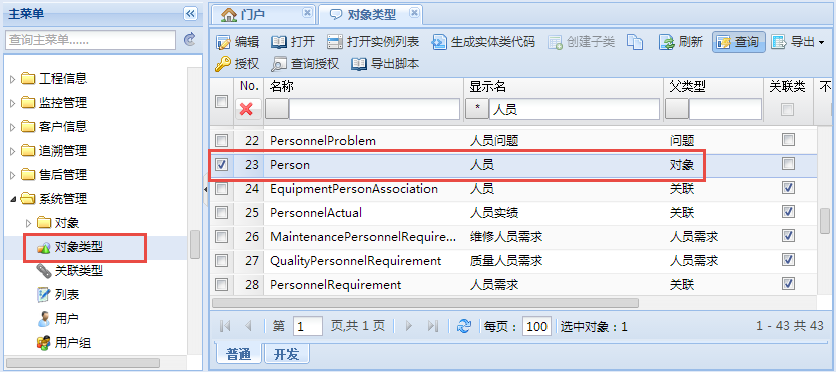 主菜单
查询主菜单......
工程信息
监控管理
客户信息
追溯管理
售后管理
系统管理
对象
对象类型
关联类型
列表
用户
用户组
门户 对象类型
编辑 打开 打开实例列表 生成实体类代码 创建子类 刷新 查询 导出
授权 查询授权 导出脚本
No. 名称 显示名 父类型 关联类 不
* 人员
22 PersonnelProblem 人员问题 问题
23 Person 人员 对象
24 EquipmentPersonAssociation 人员 关联
25 PersonnelActual 人员实绩 关联
26 MaintenancePersonnelRequire... 维修人员需求 人员需求
27 QualityPersonnelRequirement 质量人员需求 人员需求
28 PersonnelRequirement 人员需求 关联
第 1 页,共 1 页 每页: 100 选中对象:1 1 - 43 共 43
普通 开发